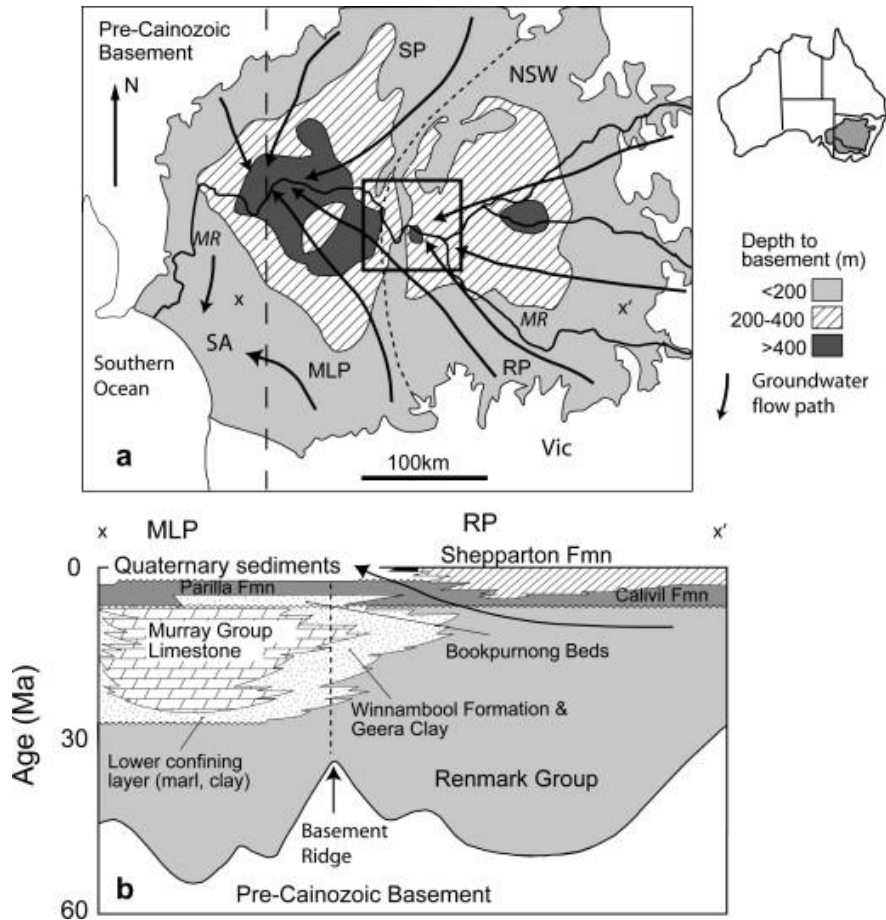 Pre-Cainozoic
Basement
N
SP
NSW
MR
x
SA
MR
x'
Southern
Ocean
MLP
RP
Vic
a
100km
Depth to
basement (m)
<200
200-400
>400
Groundwater
flow path
x
MLP
RP
x'
0
Quaternary sediments
Shepparton Fmn
Parilla Fmn
Calivil Fmn
Murray Group
Limestone
Bookpurnong Beds
Age (Ma)
Winnambool Formation &
Geera Clay
30
Lower confining
layer (marl, clay)
Renmark Group
Basement
Ridge
b
Pre-Cainozoic Basement
60